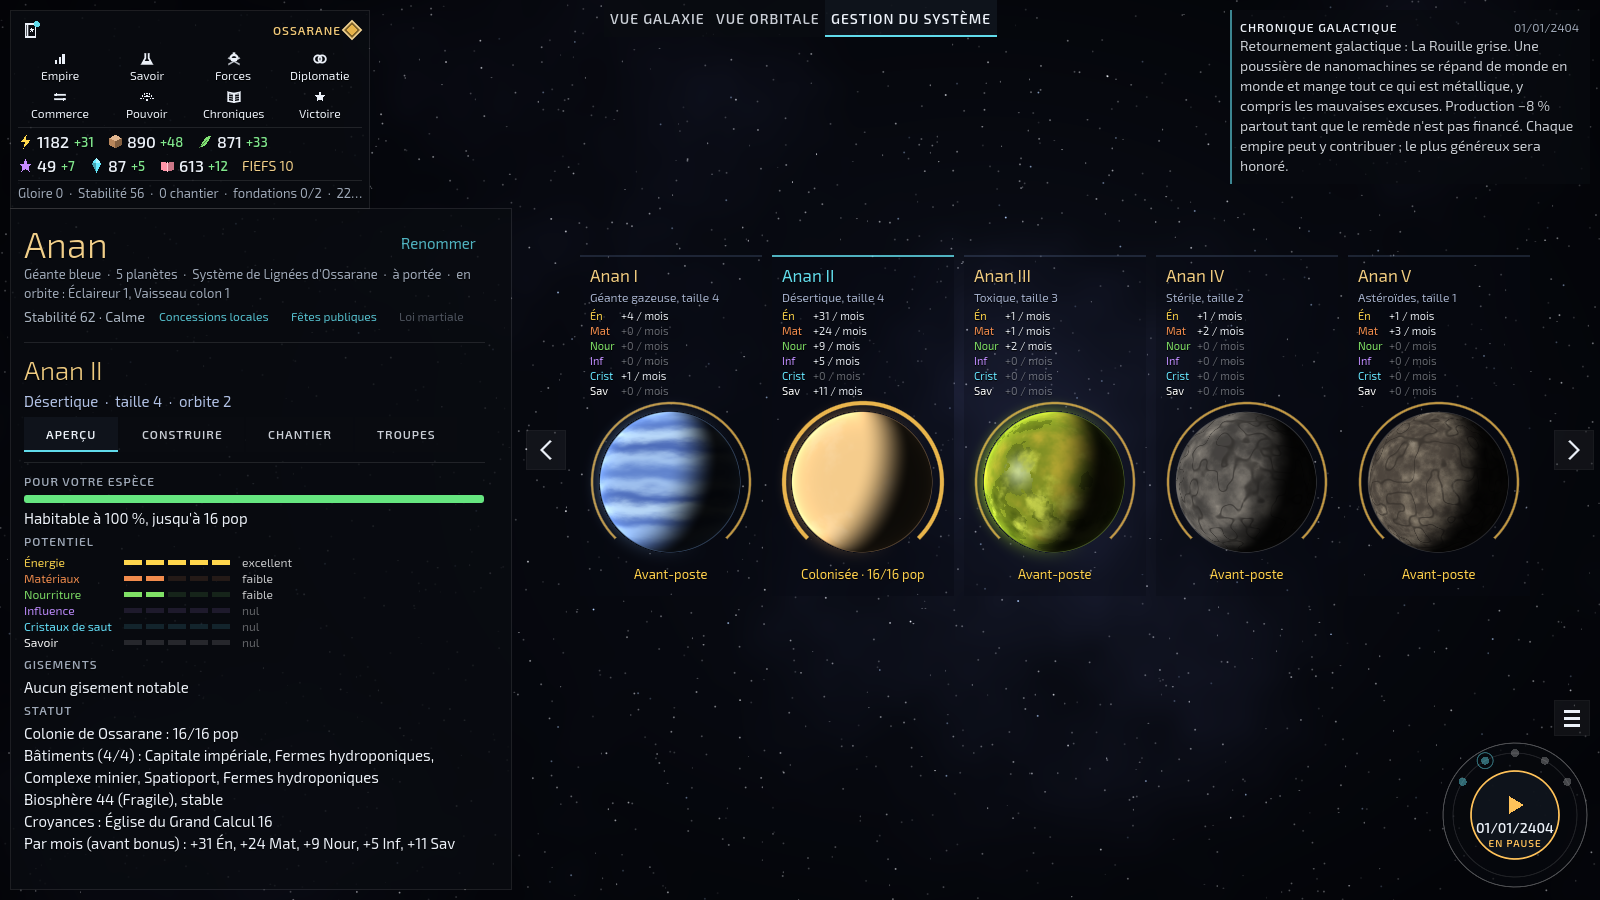 OSSARANE
Empire
Savoir
Forces
Diplomatie
Commerce
Pouvoir
Chroniques
Victoire
1182 +31 890 +48 871 +33
49 +7 87 +5 613 +12 FIEFS 10
Gloire 0 · Stabilité 56 · 0 chantier · fondations 0/2 · 22...
VUE GALAXIE
VUE ORBITALE
GESTION DU SYSTÈME
CHRONIQUE GALACTIQUE 01/01/2404
Retournement galactique : La Rouille grise. Une
poussière de nanomachines se répand de monde en
monde et mange tout ce qui est métallique, y
compris les mauvaises excuses. Production −8 %
partout tant que le remède n'est pas financé. Chaque
empire peut y contribuer ; le plus généreux sera
honoré.
Anan
Renommer
Géante bleue · 5 planètes · Système de Lignées d'Ossarane · à portée · en
orbite : Éclaireur 1, Vaisseau colon 1
Stabilité 62 · Calme Concessions locales Fêtes publiques Loi martiale
Anan II
Désertique · taille 4 · orbite 2
APERÇU
CONSTRUIRE
CHANTIER
TROUPES
POUR VOTRE ESPÈCE
Habitable à 100 %, jusqu'à 16 pop
POTENTIEL
Énergie excellent
Matériaux faible
Nourriture faible
Influence nul
Cristaux de saut nul
Savoir nul
GISEMENTS
Aucun gisement notable
STATUT
Colonie de Ossarane : 16/16 pop
Bâtiments (4/4) : Capitale impériale, Fermes hydroponiques,
Complexe minier, Spatioport, Fermes hydroponiques
Biosphère 44 (Fragile), stable
Croyances : Église du Grand Calcul 16
Par mois (avant bonus) : +31 Én, +24 Mat, +9 Nour, +5 Inf, +11 Sav
Anan I
Géante gazeuse, taille 4
Én +4 / mois
Mat +0 / mois
Nour +0 / mois
Inf +0 / mois
Crist +1 / mois
Sav +0 / mois
Avant-poste
Anan II
Désertique, taille 4
Én +31 / mois
Mat +24 / mois
Nour +9 / mois
Inf +5 / mois
Crist +0 / mois
Sav +11 / mois
Colonisée · 16/16 pop
Anan III
Toxique, taille 3
Én +1 / mois
Mat +1 / mois
Nour +2 / mois
Inf +0 / mois
Crist +0 / mois
Sav +0 / mois
Avant-poste
Anan IV
Stérile, taille 2
Én +1 / mois
Mat +2 / mois
Nour +0 / mois
Inf +0 / mois
Crist +0 / mois
Sav +0 / mois
Avant-poste
Anan V
Astéroïdes, taille 1
Én +1 / mois
Mat +3 / mois
Nour +0 / mois
Inf +0 / mois
Crist +0 / mois
Sav +0 / mois
Avant-poste
01/01/2404
EN PAUSE